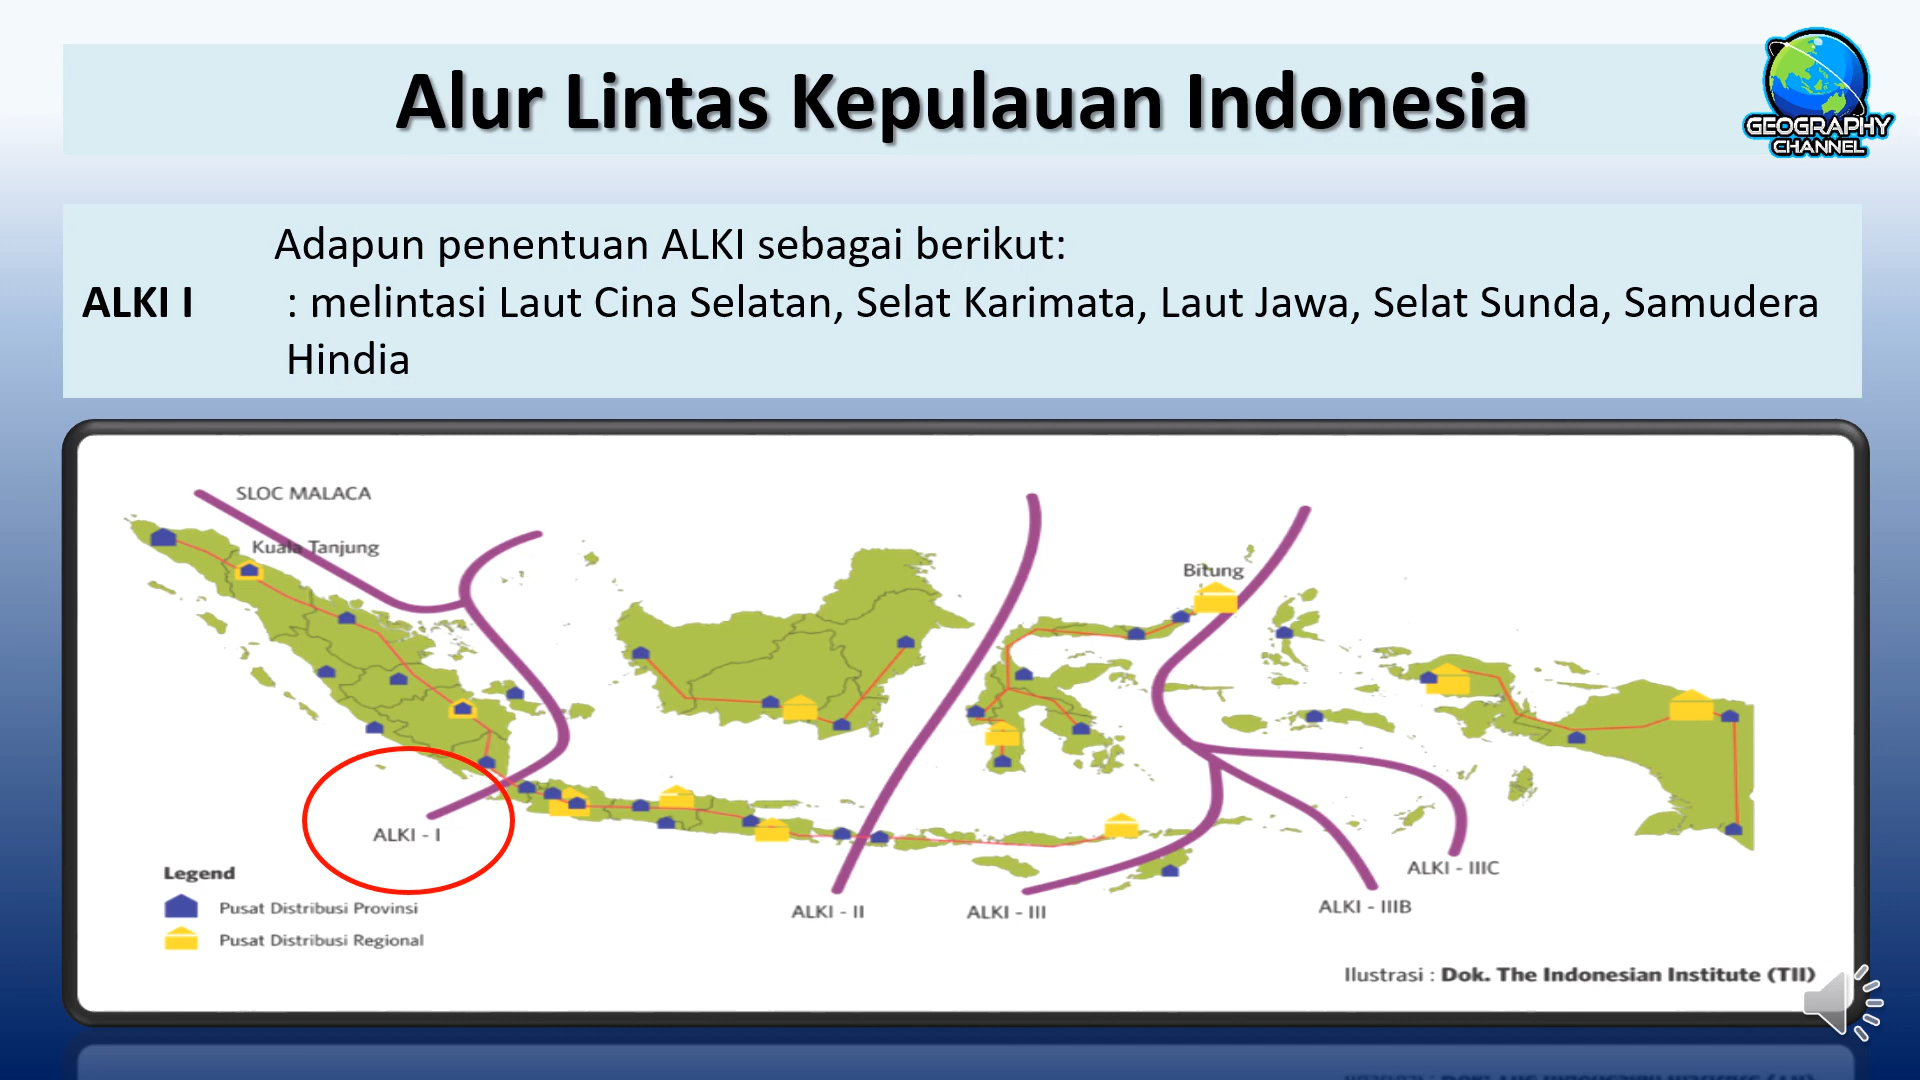 Alur Lintas Kepulauan Indonesia
GEOGRAPHY
CHANNEL
Adapun penentuan ALKI sebagai berikut:
ALKI I : melintasi Laut Cina Selatan, Selat Karimata, Laut Jawa, Selat Sunda, Samudera
Hindia
SLOC MALACA
Kuala Tanjung
Bitung
ALKI - I
ALKI - II
ALKI - III
ALKI - IIIB
ALKI - IIIC
Legend
Pusat Distribusi Provinsi
Pusat Distribusi Regional
Ilustrasi : Dok. The Indonesian Institute (TII)